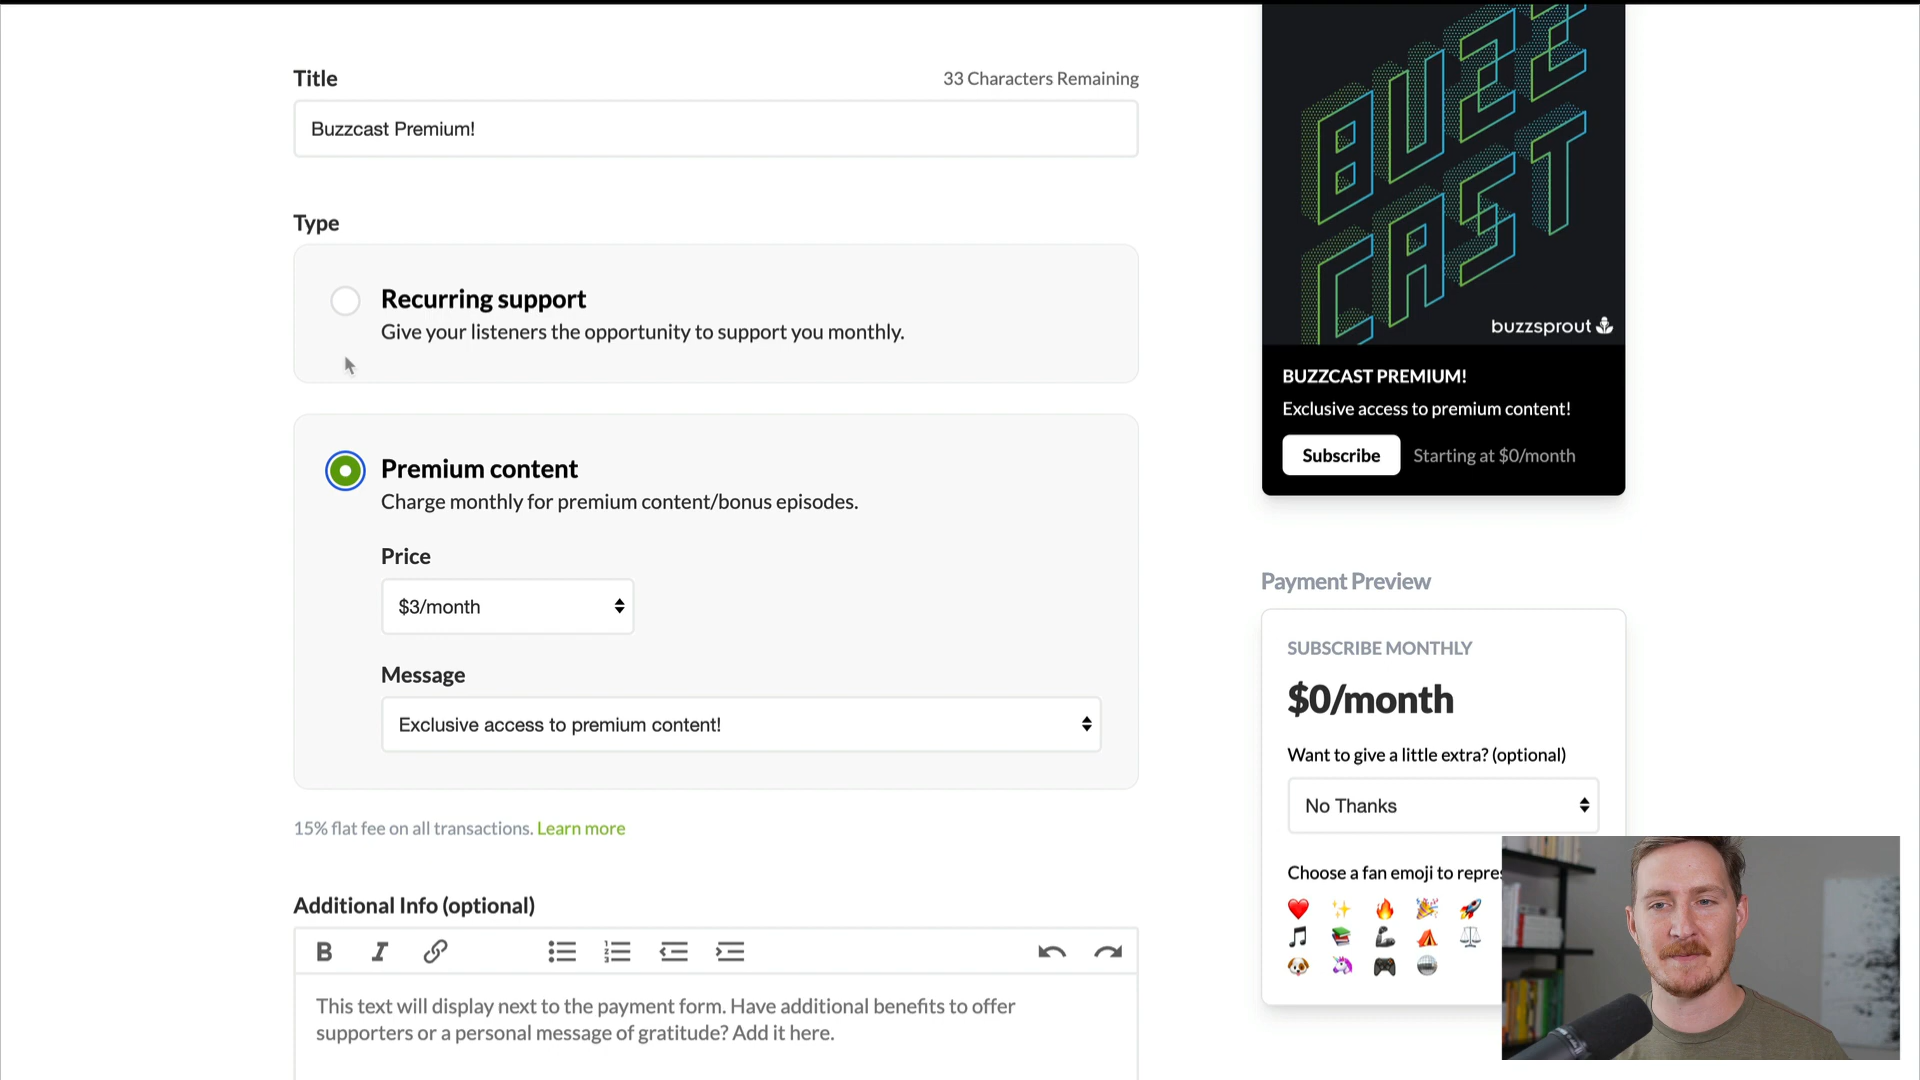 Title
33 Characters Remaining
Buzzcast Premium!
Type
Recurring support
Give your listeners the opportunity to support you monthly.
Premium content
Charge monthly for premium content/bonus episodes.
Price
$3/month
Message
Exclusive access to premium content!
15% flat fee on all transactions. Learn more
Additional Info (optional)
B I
This text will display next to the payment form. Have additional benefits to offer
supporters or a personal message of gratitude? Add it here.
BUZZ
CAST
buzzsprout
BUZZCAST PREMIUM!
Exclusive access to premium content!
Subscribe
Starting at $0/month
Payment Preview
SUBSCRIBE MONTHLY
$0/month
Want to give a little extra? (optional)
No Thanks
Choose a fan emoji to